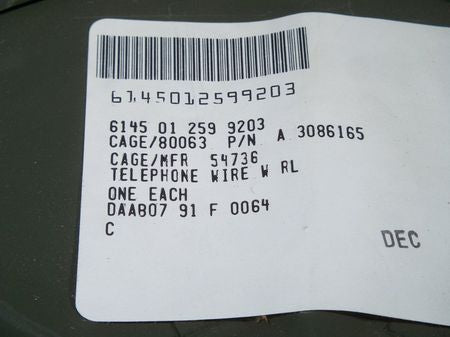 6145012599203
6145 01 259 9203
CAGE/80063 P/N A 3086165
CAGE/MFR 54736
TELEPHONE WIRE W RL
ONE EACH
DAAB07 91 F 0064
C
DEC